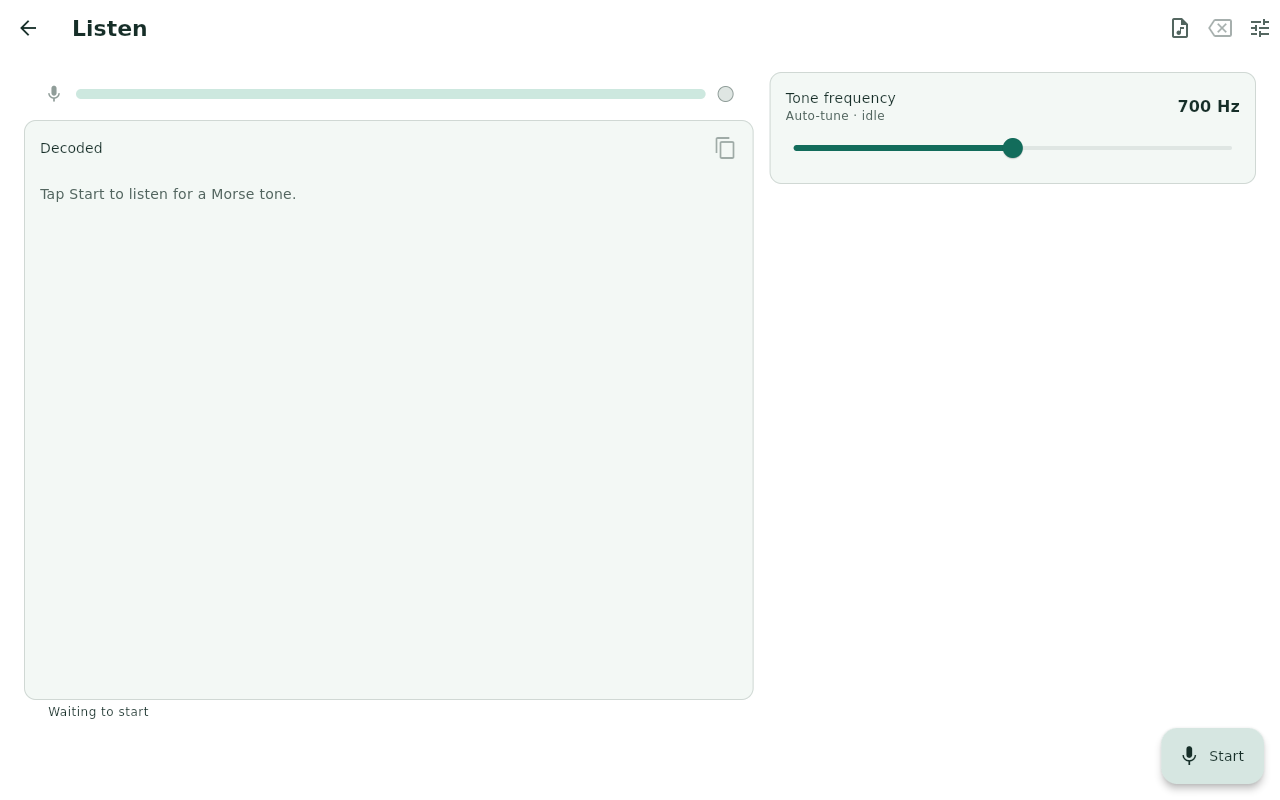 Listen
Decoded
Tap Start to listen for a Morse tone.
Waiting to start
Tone frequency
Auto-tune · idle
700 Hz
Start